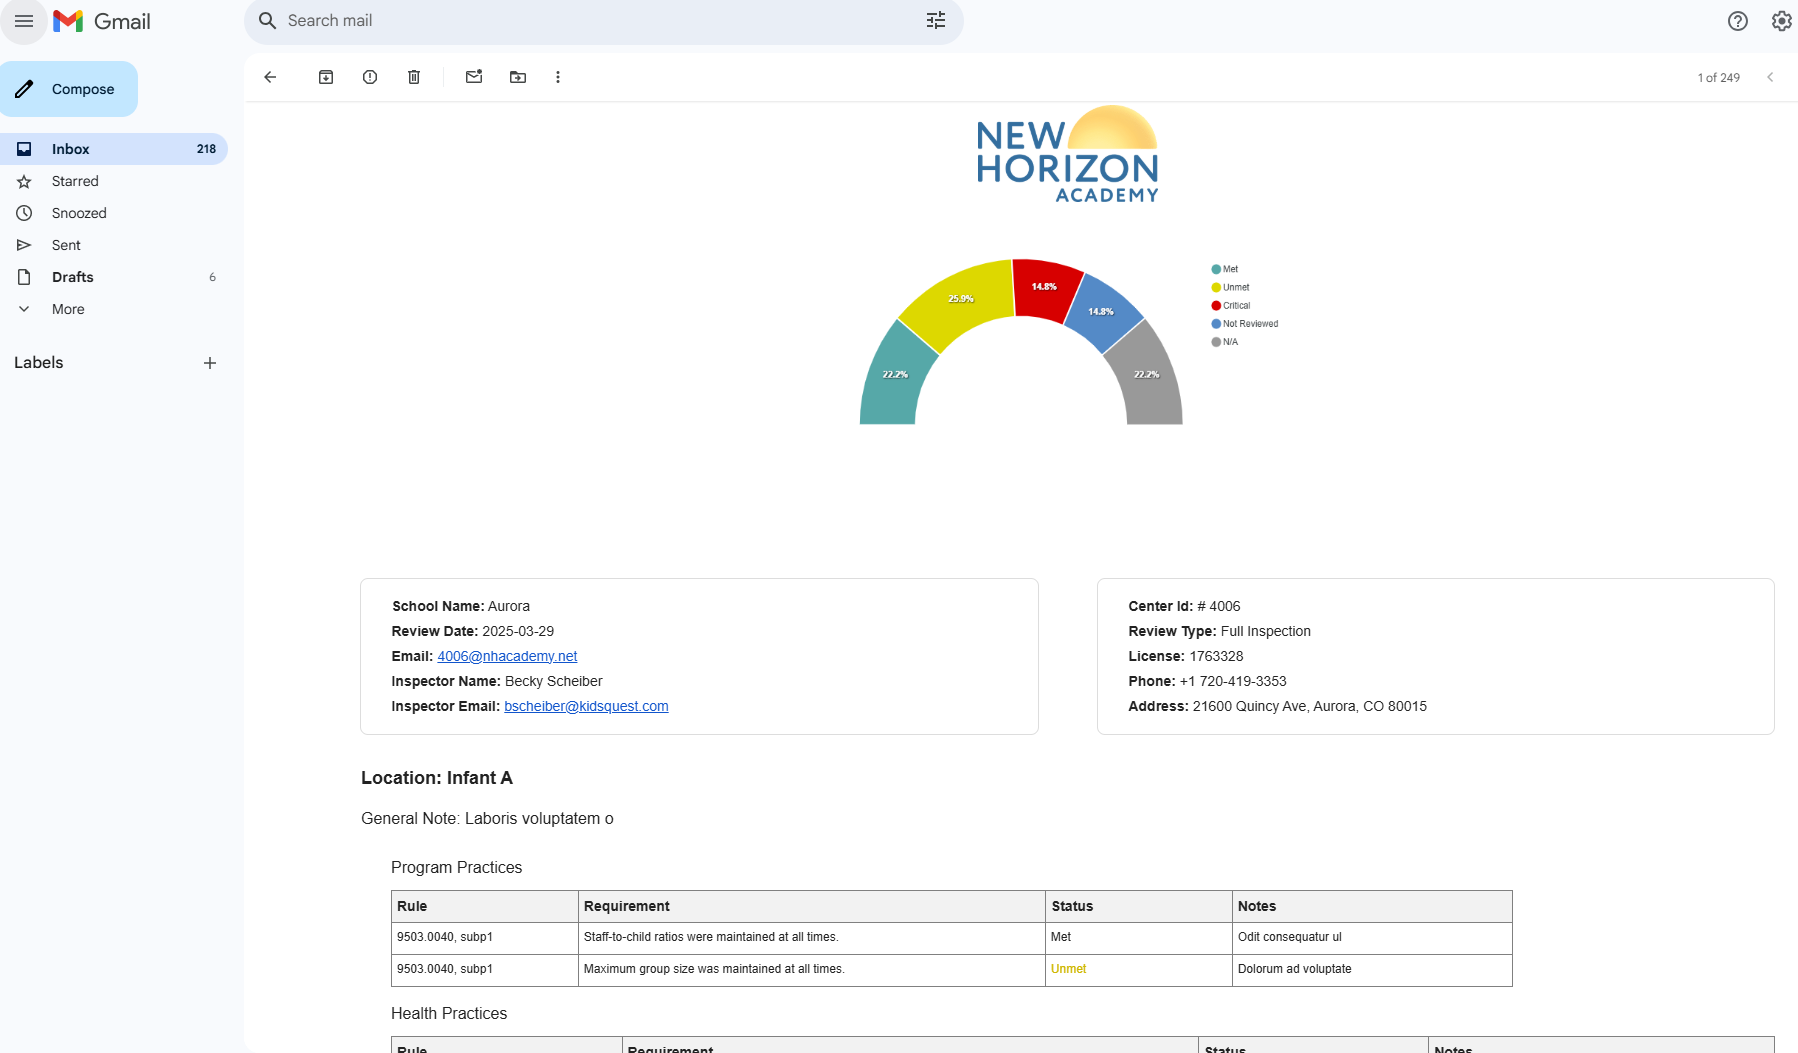 Gmail
Search mail
Compose
1 of 249
Inbox 218
Starred
Snoozed
Sent
Drafts 6
More
Labels
NEW
HORIZON
ACADEMY
22.2%
25.9%
14.8%
14.8%
22.2%
Met
Unmet
Critical
Not Reviewed
N/A
School Name: Aurora
Review Date: 2025-03-29
Email: 4006@nhacademy.net
Inspector Name: Becky Scheiber
Inspector Email: bscheiber@kidsquest.com
Center Id: # 4006
Review Type: Full Inspection
License: 1763328
Phone: +1 720-419-3353
Address: 21600 Quincy Ave, Aurora, CO 80015
Location: Infant A
General Note: Laboris voluptatem o
Program Practices
Rule Requirement Status Notes
9503.0040, subp1 Staff-to-child ratios were maintained at all times. Met Odit consequatur ul
9503.0040, subp1 Maximum group size was maintained at all times. Unmet Dolorum ad voluptate
Health Practices
Rule Requirement Status Notes